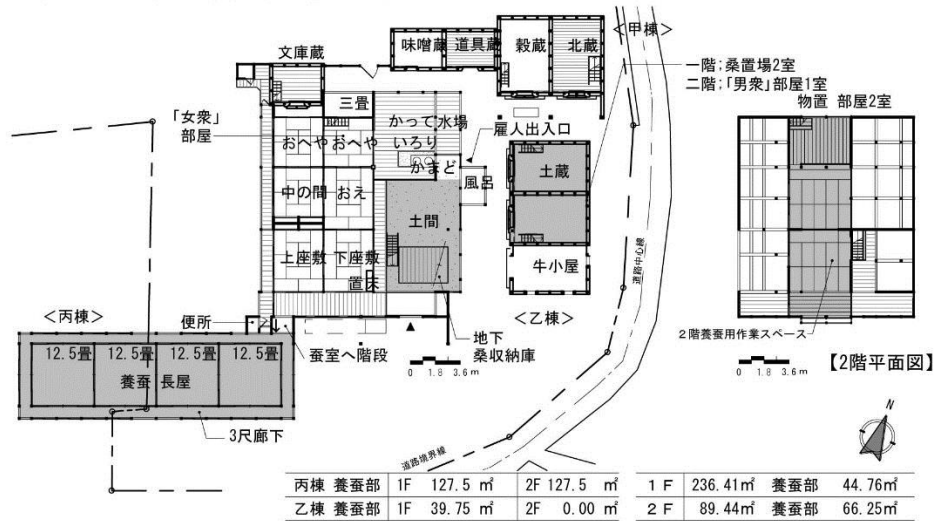 ＜甲棟＞
味噌蔵 道具蔵 穀蔵 北蔵
文庫蔵
一階;桑置場2室
二階;「男衆」部屋1室
物置 部屋2室
「女衆」
部屋
三畳
かって水場
雇人出入口
おへや おへや いろり
かまど
風呂
土蔵
中の間 おえ
土間
上座敷 下座敷
置床
牛小屋
道路中心線
＜丙棟＞
便所
＜乙棟＞
地下
桑収納庫
蚕室へ階段
2階養蚕用作業スペース
0 1.8 3.6 m
0 1.8 3.6 m
【2階平面図】
12.5畳 12.5畳 12.5畳 12.5畳
養蚕 長屋
3尺廊下
道路境界線
N
丙棟 養蚕部 1F 127.5 ㎡ 2F 127.5 ㎡ 1 F 236.41㎡ 養蚕部 44.76㎡
乙棟 養蚕部 1F 39.75 ㎡ 2F 0.00 ㎡ 2 F 89.44㎡ 養蚕部 66.25㎡